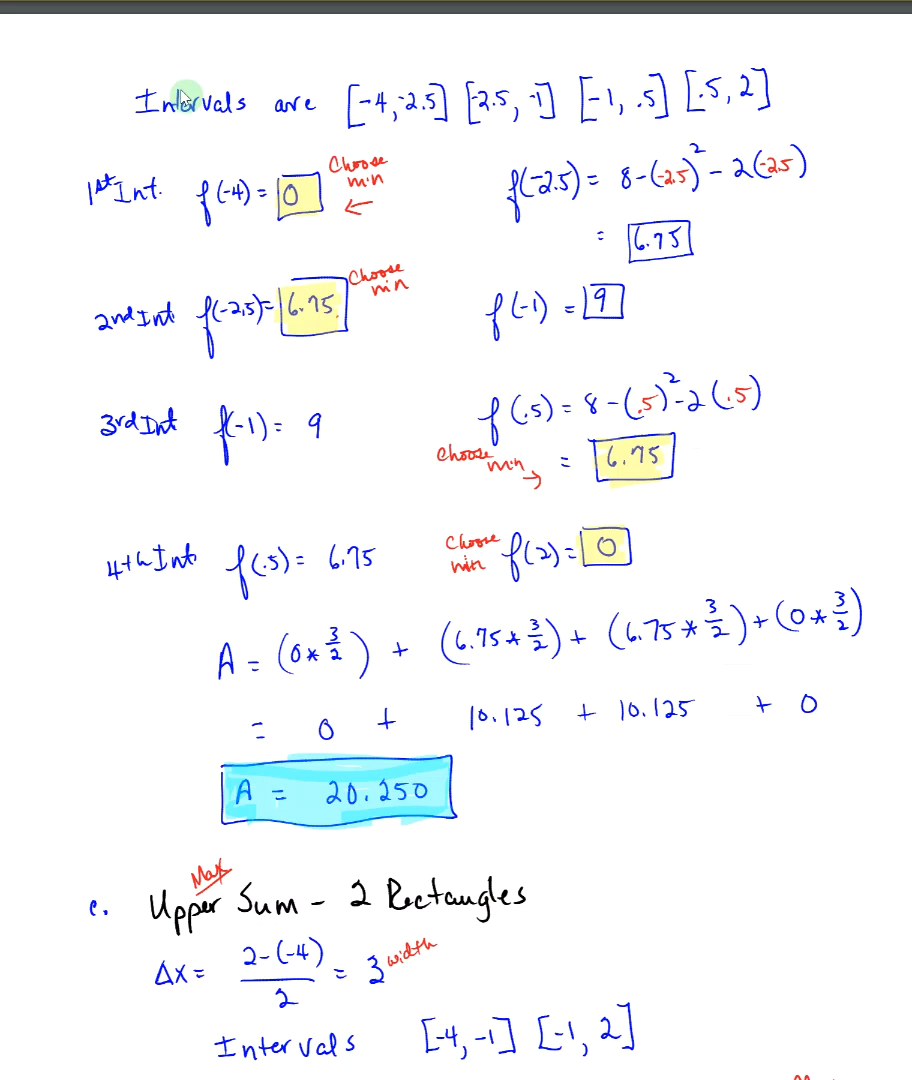 Intervals are [-4,-2.5] [-2.5, -1] [-1, .5] [.5, 2]
1st Int. f(-4) = 0 Choose min ← f(-2.5) = 8-(-2.5)² - 2(-2.5)
= 6.75
2nd Int f(-2.5) = 6.75 Choose min f(-1) = 9
3rd Int f(-1) = 9 f(.5) = 8-(.5)²-2(.5)
Choose min → = 6.75
4th Int f(.5) = 6.75 Choose min f(2) = 0
A = (0*3/2) + (6.75*3/2) + (6.75*3/2) + (0*3/2)
= 0 + 10.125 + 10.125 + 0
A = 20.250
Max
c. Upper Sum - 2 Rectangles
Δx = 2-(-4)/2 = 3 width
Intervals [-4,-1] [-1, 2]